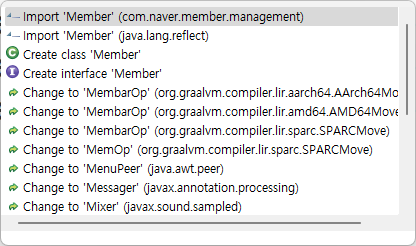 Import 'Member' (com.naver.member.management)
Import 'Member' (java.lang.reflect)
Create class 'Member'
Create interface 'Member'
Change to 'MembarOp' (org.graalvm.compiler.lir.aarch64.AArch64Mo
Change to 'MembarOp' (org.graalvm.compiler.lir.amd64.AMD64Move
Change to 'MembarOp' (org.graalvm.compiler.lir.sparc.SPARCMove)
Change to 'MemOp' (org.graalvm.compiler.lir.sparc.SPARCMove)
Change to 'MenuPeer' (java.awt.peer)
Change to 'Messager' (javax.annotation.processing)
Change to 'Mixer' (javax.sound.sampled)